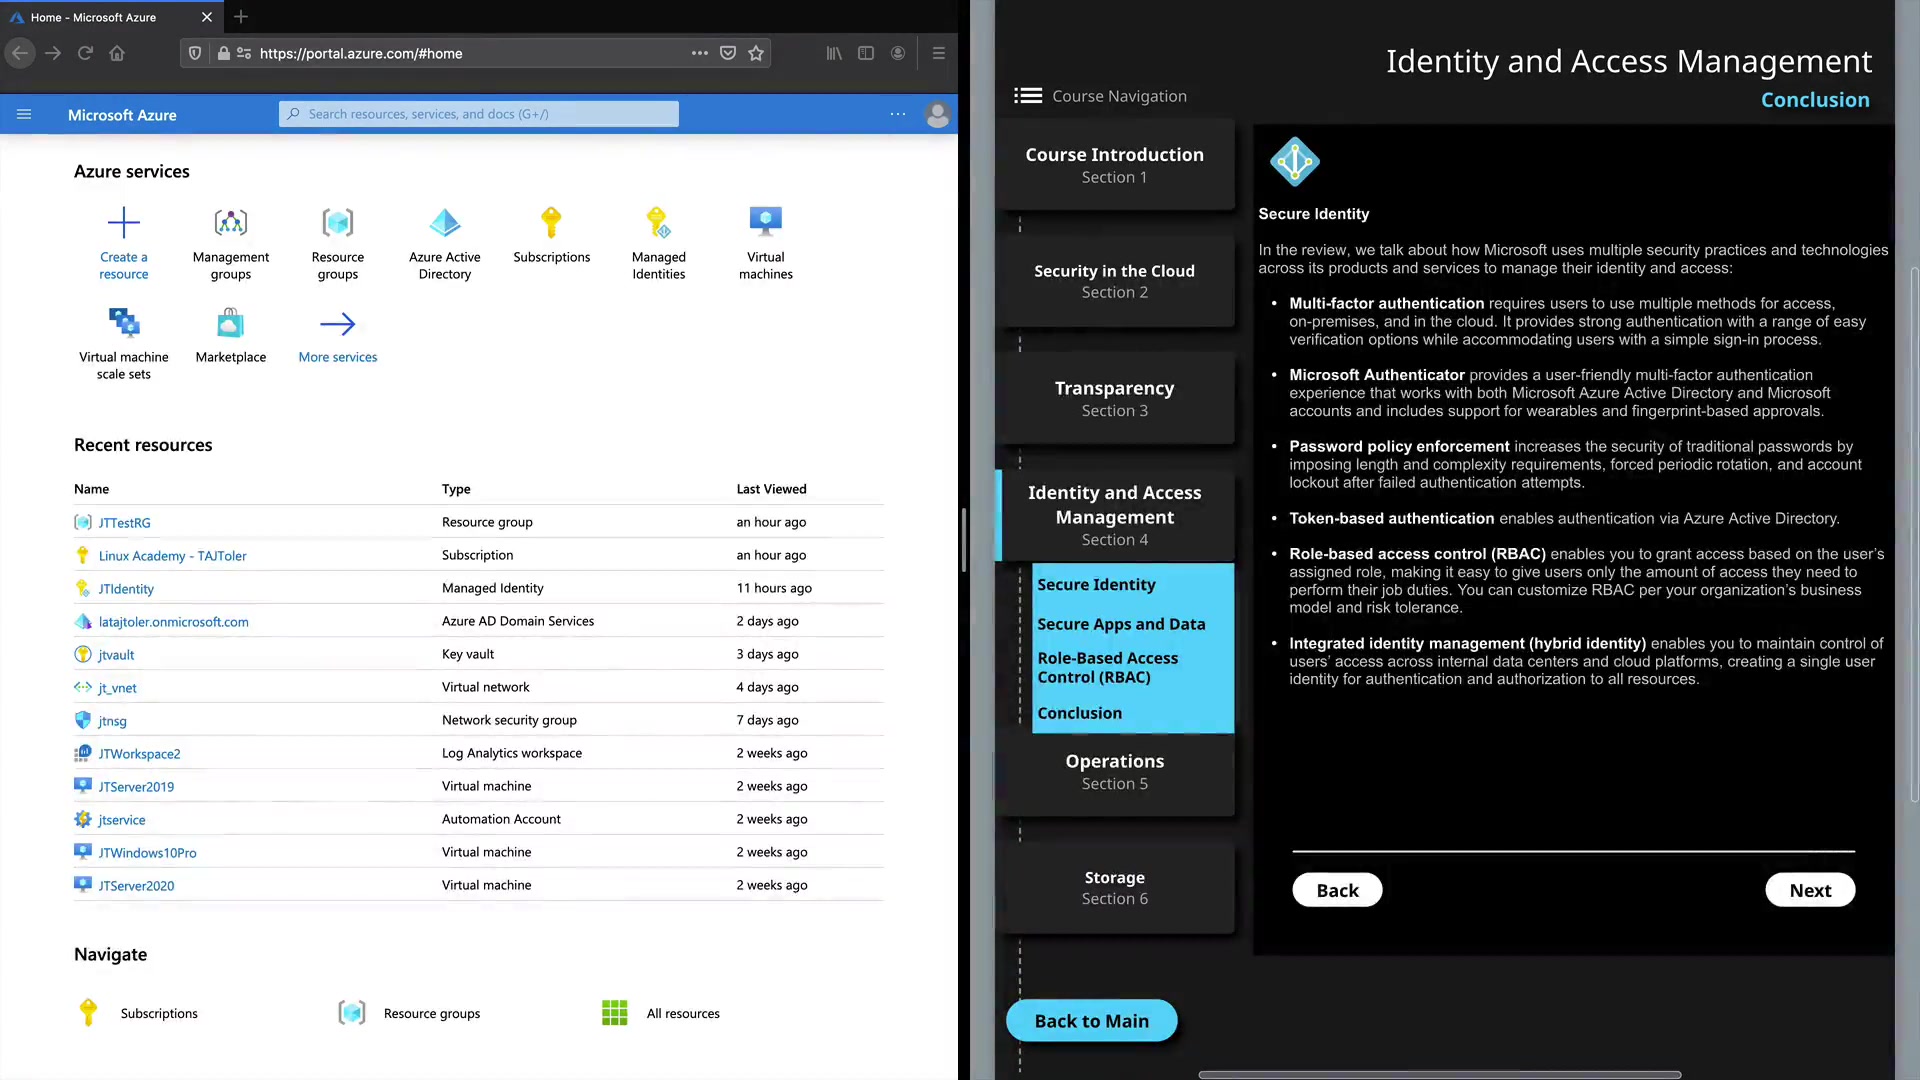 Home - Microsoft Azure
https://portal.azure.com/#home
Microsoft Azure
Search resources, services, and docs (G+/)
Azure services
Create a
resource
Management
groups
Resource
groups
Azure Active
Directory
Subscriptions
Managed
Identities
Virtual
machines
Virtual machine
scale sets
Marketplace
More services
Recent resources
Name Type Last Viewed
JTTestRG Resource group an hour ago
Linux Academy - TAJToler Subscription an hour ago
JTIdentity Managed Identity 11 hours ago
latajtoler.onmicrosoft.com Azure AD Domain Services 2 days ago
jtvault Key vault 3 days ago
jt_vnet Virtual network 4 days ago
jtnsg Network security group 7 days ago
JTWorkspace2 Log Analytics workspace 2 weeks ago
JTServer2019 Virtual machine 2 weeks ago
jtservice Automation Account 2 weeks ago
JTWindows10Pro Virtual machine 2 weeks ago
JTServer2020 Virtual machine 2 weeks ago
Navigate
Subscriptions
Resource groups
All resources
Identity and Access Management
Conclusion
Course Navigation
Course Introduction
Section 1
Security in the Cloud
Section 2
Transparency
Section 3
Identity and Access
Management
Section 4
Secure Identity
Secure Apps and Data
Role-Based Access
Control (RBAC)
Conclusion
Operations
Section 5
Storage
Section 6
Back to Main
Secure Identity
In the review, we talk about how Microsoft uses multiple security practices and technologies
across its products and services to manage their identity and access:
• Multi-factor authentication requires users to use multiple methods for access,
on-premises, and in the cloud. It provides strong authentication with a range of easy
verification options while accommodating users with a simple sign-in process.
• Microsoft Authenticator provides a user-friendly multi-factor authentication
experience that works with both Microsoft Azure Active Directory and Microsoft
accounts and includes support for wearables and fingerprint-based approvals.
• Password policy enforcement increases the security of traditional passwords by
imposing length and complexity requirements, forced periodic rotation, and account
lockout after failed authentication attempts.
• Token-based authentication enables authentication via Azure Active Directory.
• Role-based access control (RBAC) enables you to grant access based on the user’s
assigned role, making it easy to give users only the amount of access they need to
perform their job duties. You can customize RBAC per your organization’s business
model and risk tolerance.
• Integrated identity management (hybrid identity) enables you to maintain control of
users’ access across internal data centers and cloud platforms, creating a single user
identity for authentication and authorization to all resources.
Back
Next